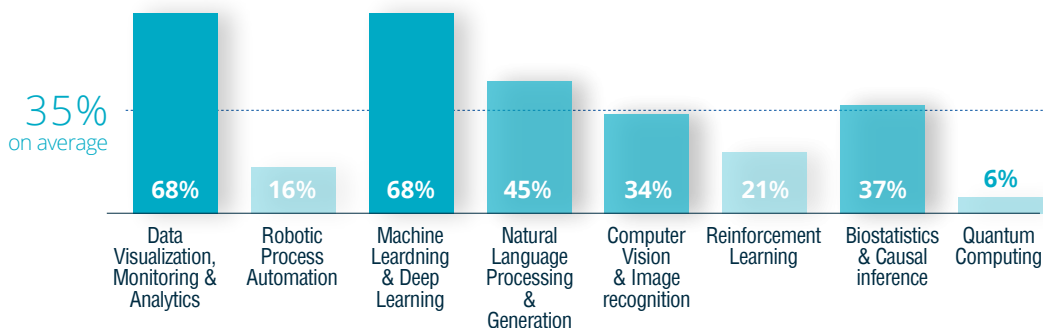 35%
on average
68%
16%
68%
45%
34%
21%
37%
6%
Data
Visualization,
Monitoring &
Analytics
Robotic
Process
Automation
Machine
Leardning
& Deep
Learning
Natural
Language
Processing
&
Generation
Computer
Vision
& Image
recognition
Reinforcement
Learning
Biostatistics
& Causal
inference
Quantum
Computing